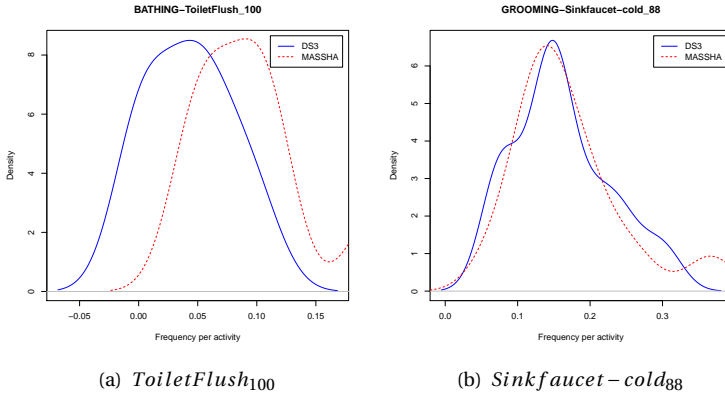 BATHING−ToiletFlush_100
DS3
MASSHA
Density
0
2
4
6
8
−0.05
0.00
0.05
0.10
0.15
Frequency per activity
(a) ToiletFlush100
GROOMING−Sinkfaucet−cold_88
DS3
MASSHA
Density
0
1
2
3
4
5
6
0.0
0.1
0.2
0.3
Frequency per activity
(b) Sinkfaucet−cold88